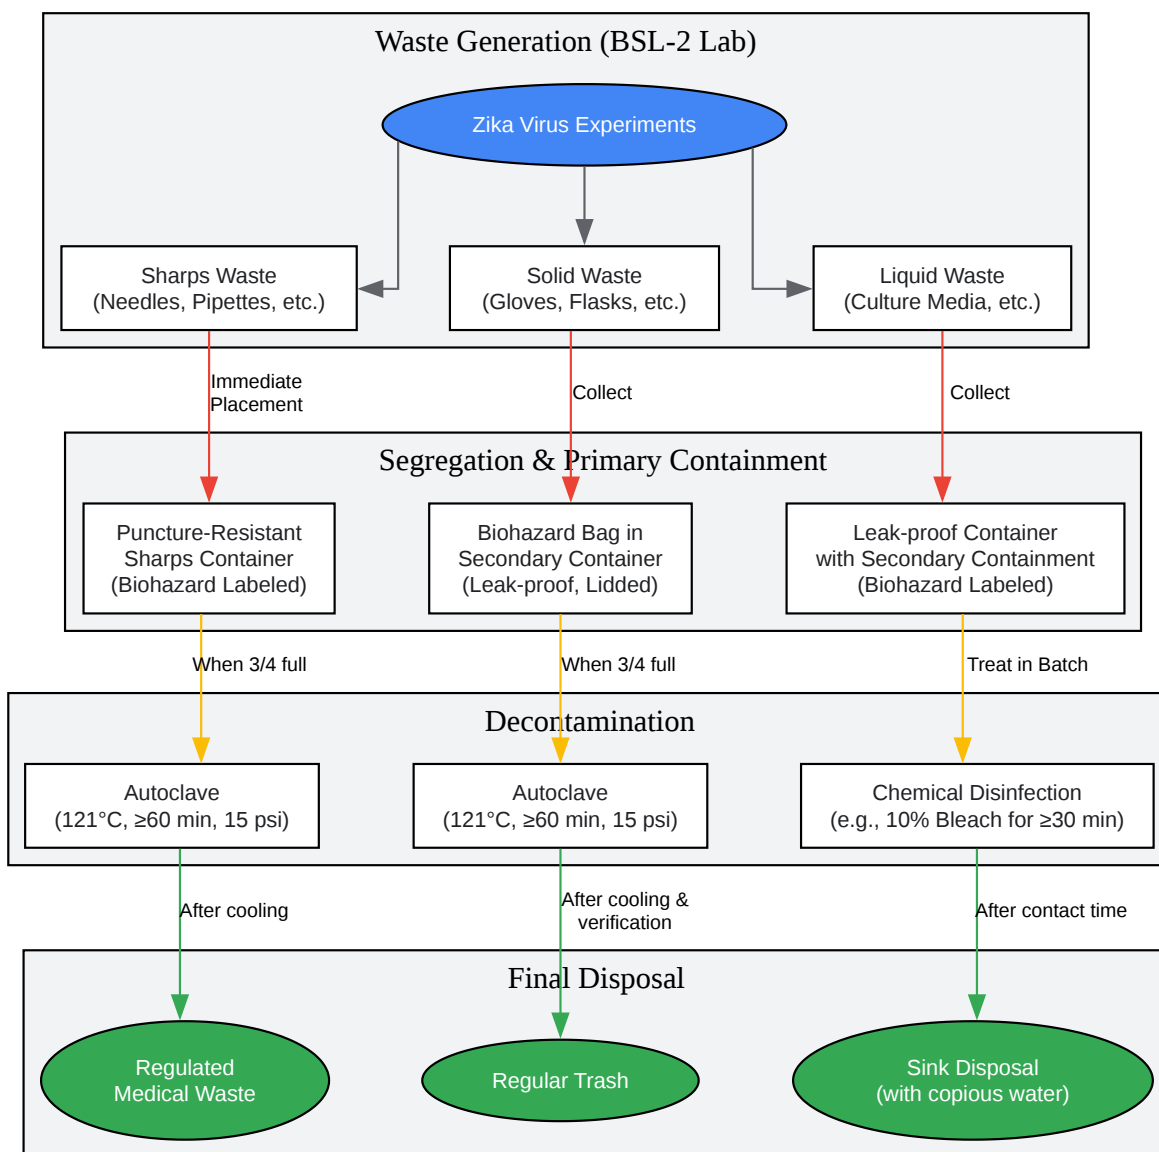 Waste Generation (BSL-2 Lab)
Zika Virus Experiments
Sharps Waste
(Needles, Pipettes, etc.)
Solid Waste
(Gloves, Flasks, etc.)
Liquid Waste
(Culture Media, etc.)
Immediate
Placement
Collect
Collect
Segregation & Primary Containment
Puncture-Resistant
Sharps Container
(Biohazard Labeled)
Biohazard Bag in
Secondary Container
(Leak-proof, Lidded)
Leak-proof Container
with Secondary Containment
(Biohazard Labeled)
When 3/4 full
When 3/4 full
Treat in Batch
Decontamination
Autoclave
(121°C, ≥60 min, 15 psi)
Autoclave
(121°C, ≥60 min, 15 psi)
Chemical Disinfection
(e.g., 10% Bleach for ≥30 min)
After cooling
After cooling &
verification
After contact time
Final Disposal
Regulated
Medical Waste
Regular Trash
Sink Disposal
(with copious water)